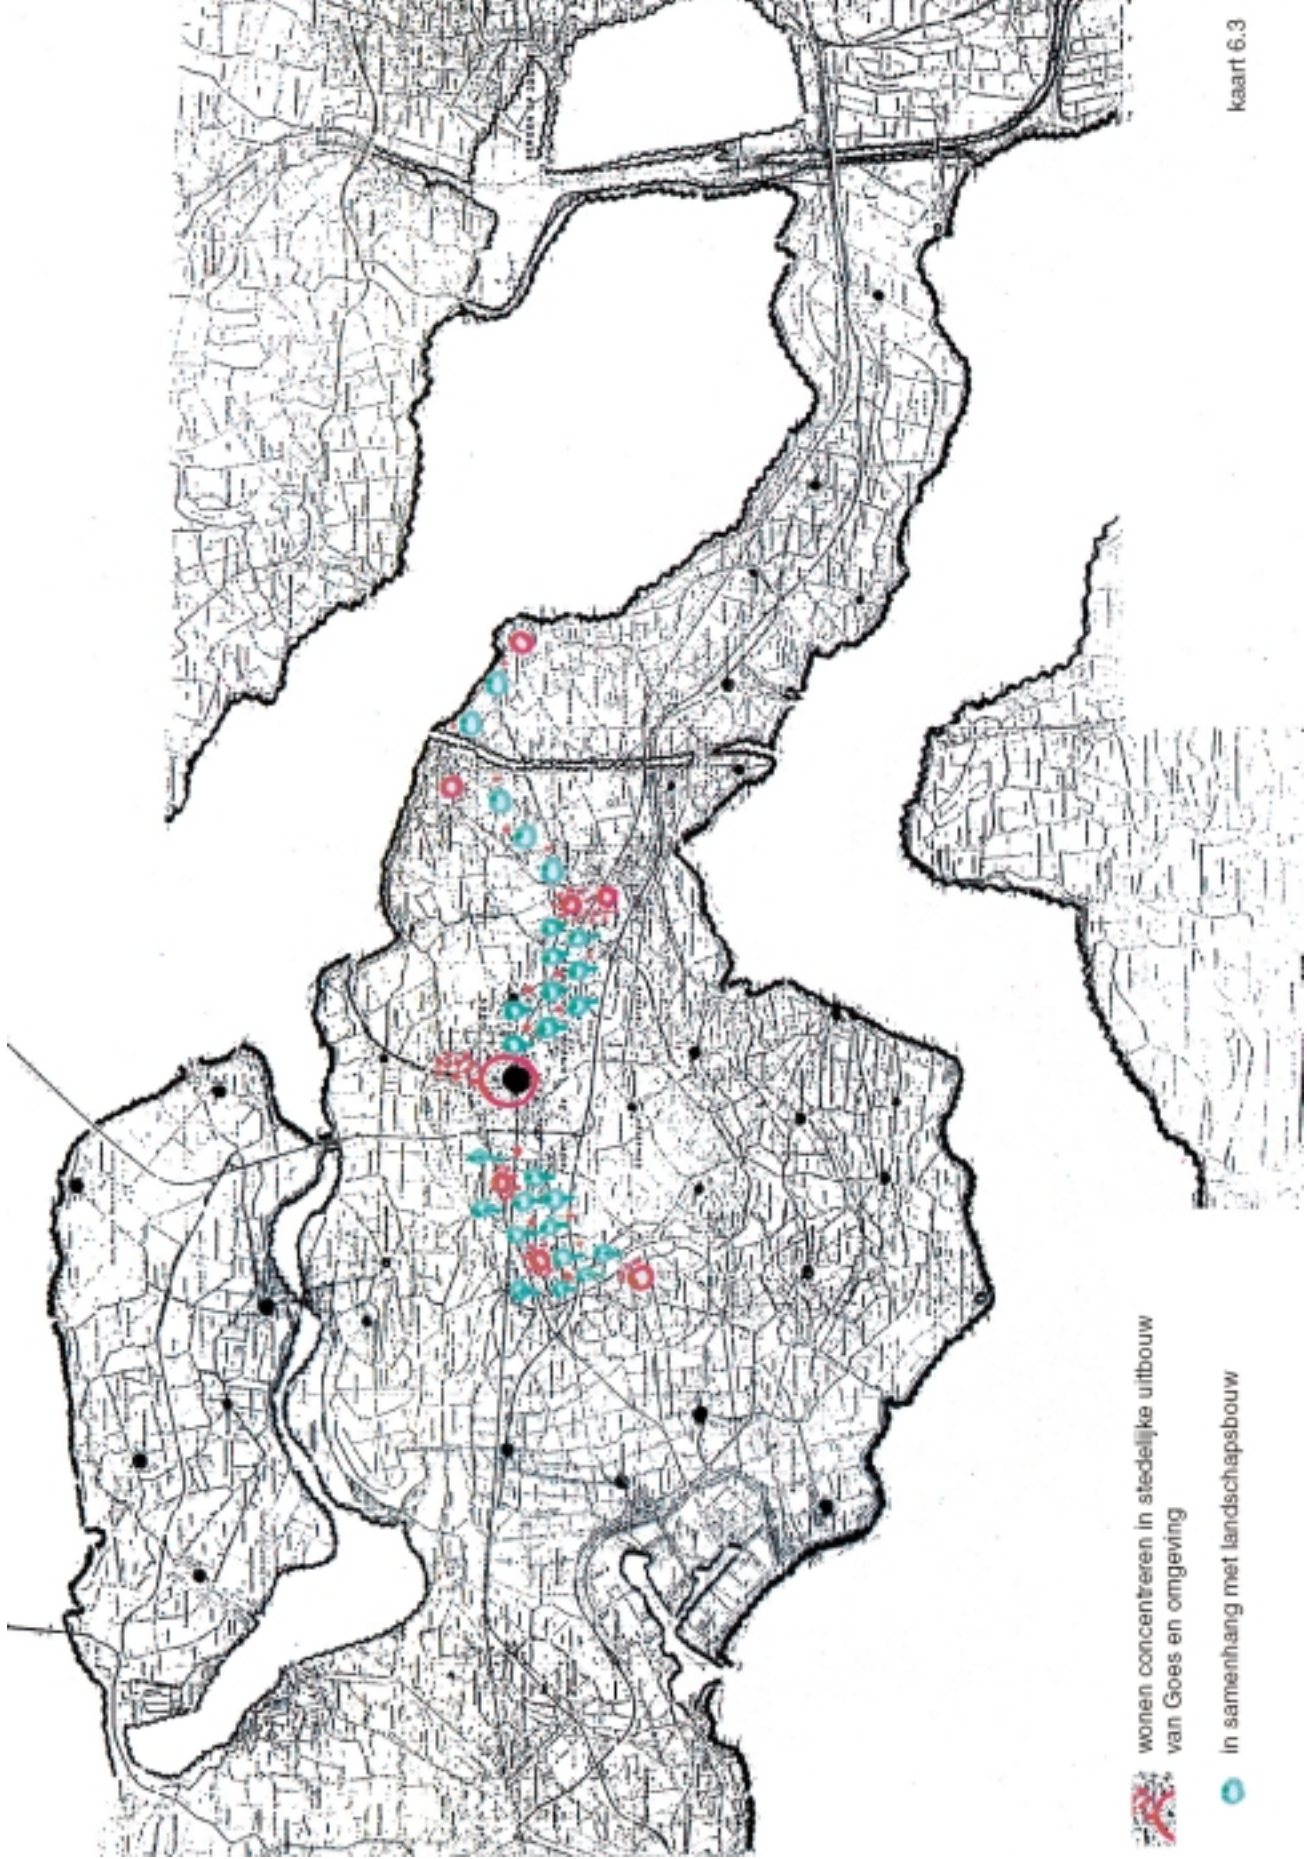 kaart 6.3
wonen concentreren in stedelijke uitbouw
van Goes en omgeving
in samenhang met landschapsbouw